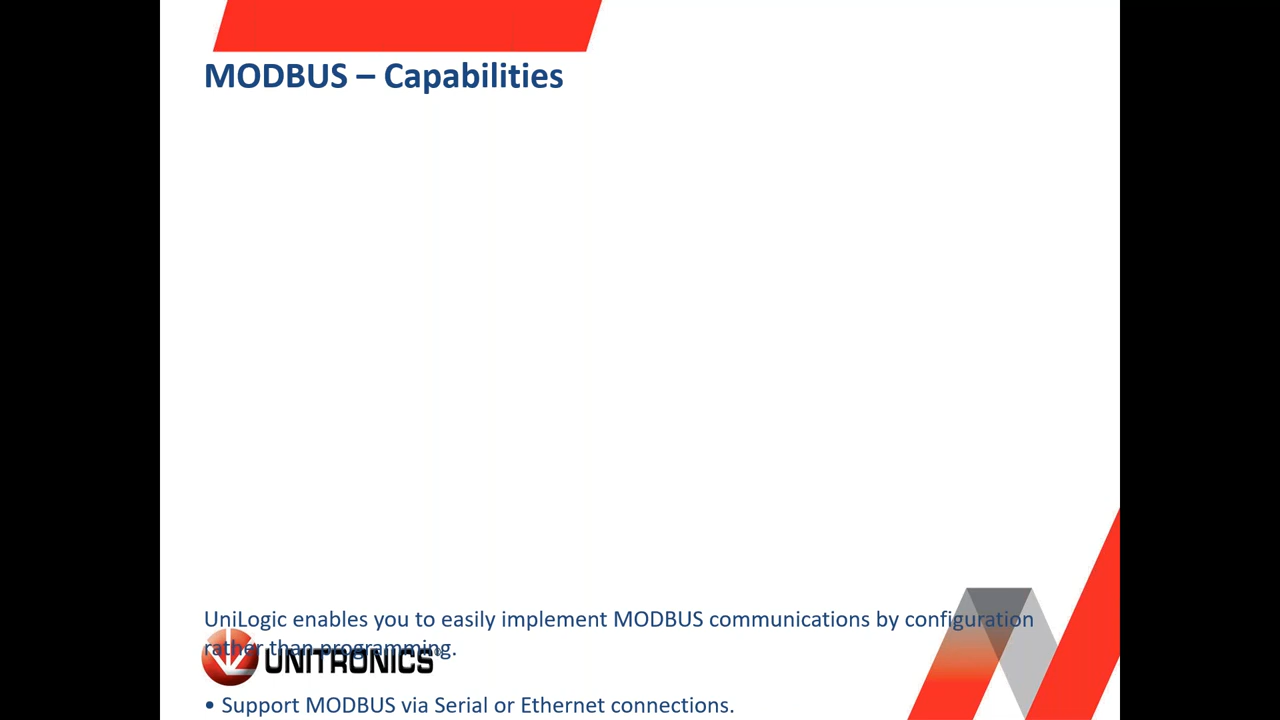 MODBUS – Capabilities
UniLogic enables you to easily implement MODBUS communications by configuration
rather than programming.
UNITRONICS
• Support MODBUS via Serial or Ethernet connections.